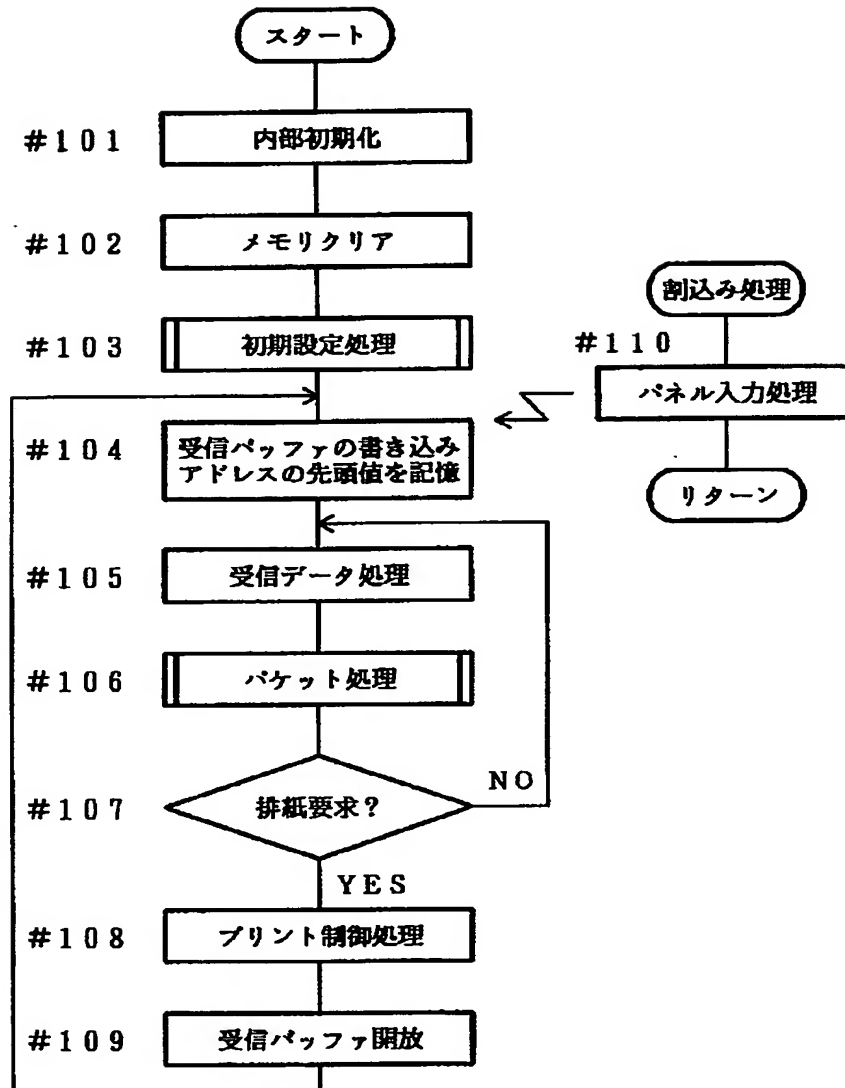 スタート
#101
内部初期化
#102
メモリクリア
#103
初期設定処理
#104
受信バッファの書き込み
アドレスの先頭値を記憶
#105
受信データ処理
#106
パケット処理
#107
排紙要求?
NO
YES
#108
プリント制御処理
#109
受信バッファ開放
割込み処理
#110
パネル入力処理
リターン